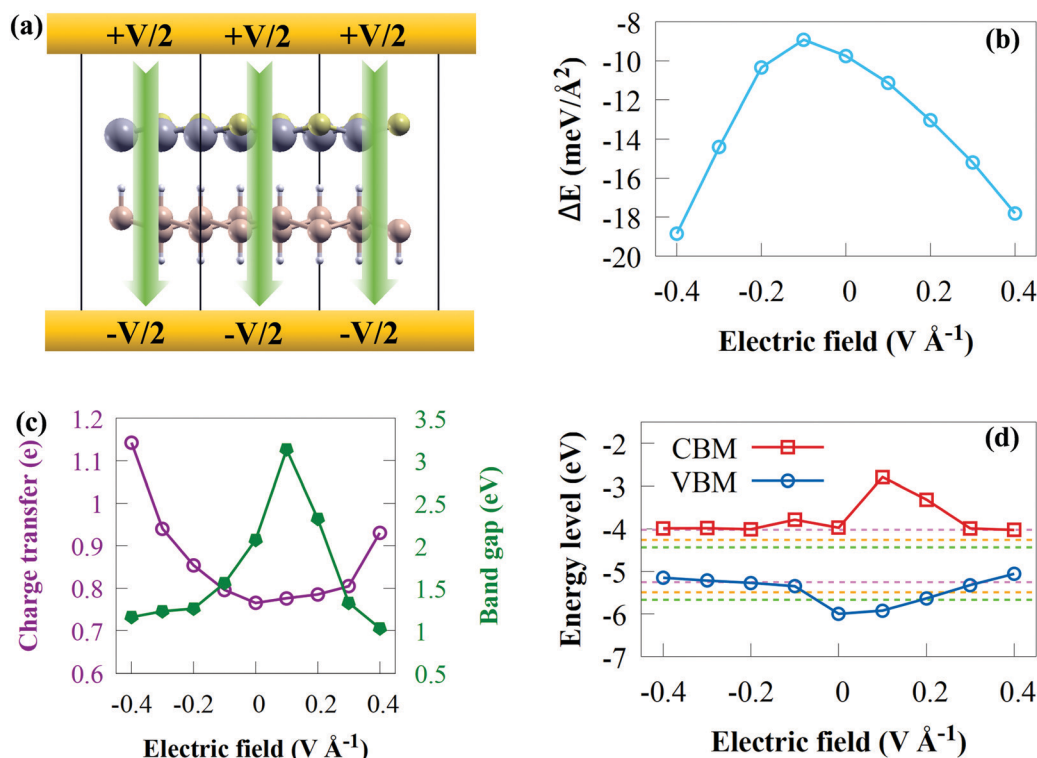 (a)
+V/2 +V/2 +V/2
-V/2 -V/2 -V/2
(b)
ΔE (meV/Å²)
-8
-10
-12
-14
-16
-18
-20
-0.4 -0.2 0 0.2 0.4
Electric field (V Å⁻¹)
(c)
Charge transfer (e)
1.2
1.1
1
0.9
0.8
0.7
0.6
Band gap (eV)
3.5
3
2.5
2
1.5
1
0.5
-0.4 -0.2 0 0.2 0.4
Electric field (V Å⁻¹)
(d)
CBM
VBM
Energy level (eV)
-2
-3
-4
-5
-6
-7
-0.4 -0.2 0 0.2 0.4
Electric field (V Å⁻¹)